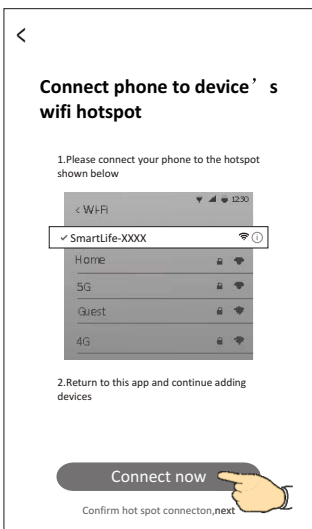 Connect phone to device’s
wifi hotspot
1.Please connect your phone to the hotspot
shown below
12:30
< Wi-Fi
SmartLife-XXXX
Home
5G
Guest
4G
2.Return to this app and continue adding
devices
Connect now
Confirm hot spot connecton,next